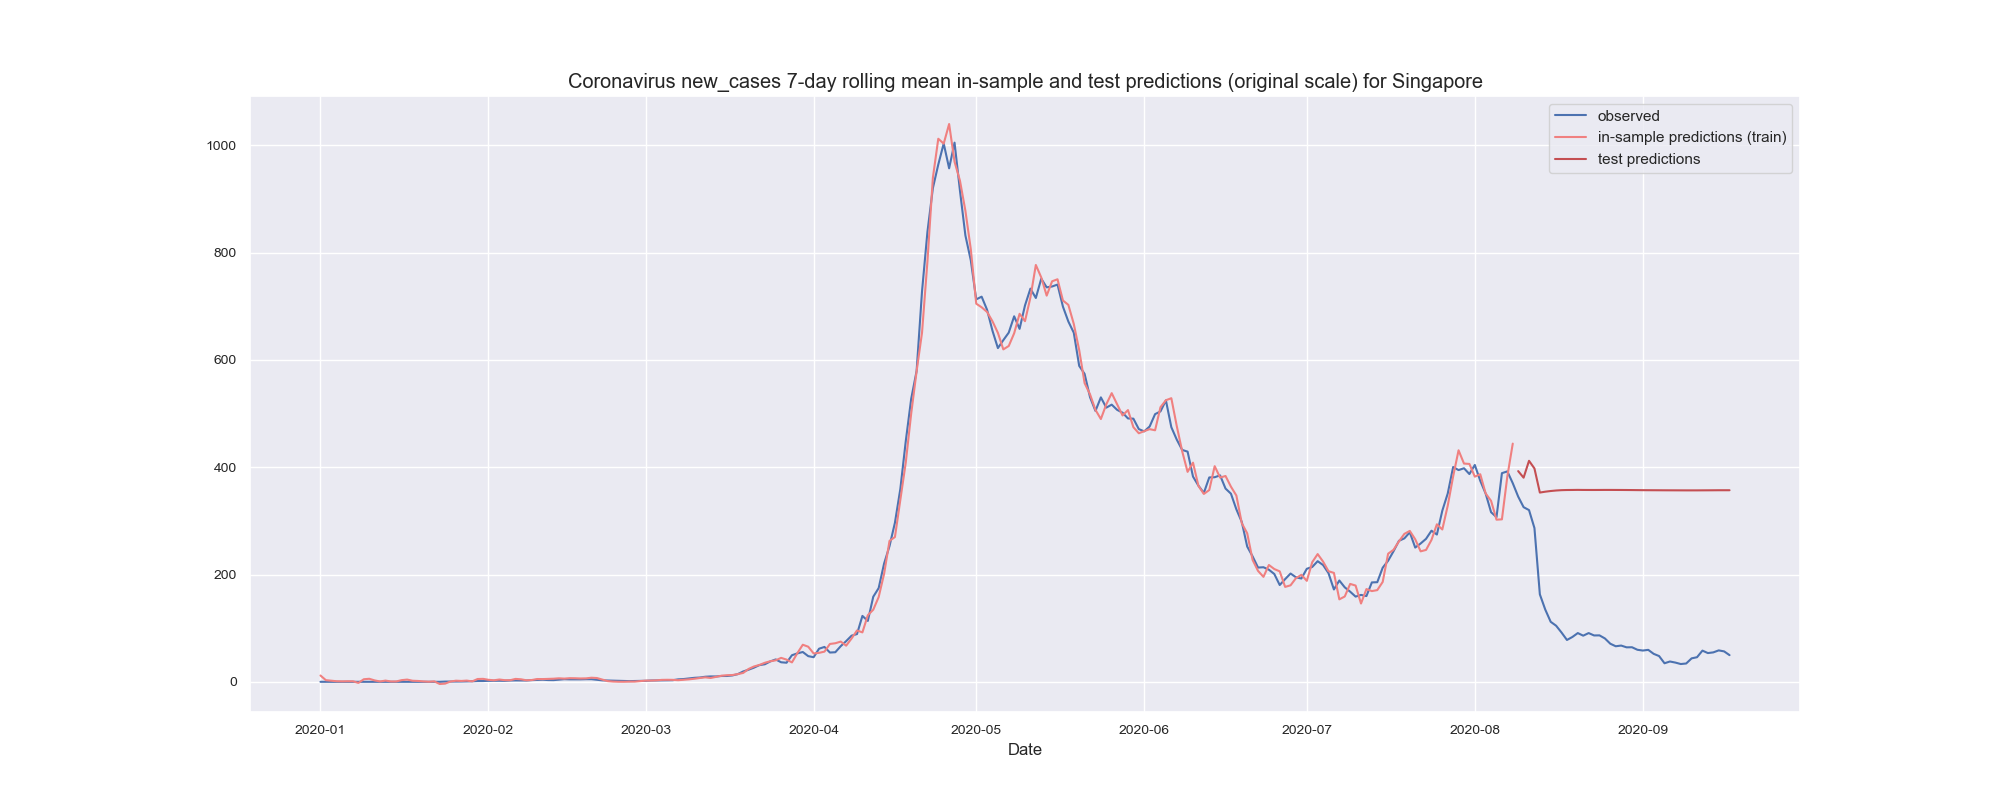 Coronavirus new_cases 7-day rolling mean in-sample and test predictions (original scale) for Singapore
observed
in-sample predictions (train)
test predictions
1000
800
600
400
200
0
2020-01 2020-02 2020-03 2020-04 2020-05 2020-06 2020-07 2020-08 2020-09
Date